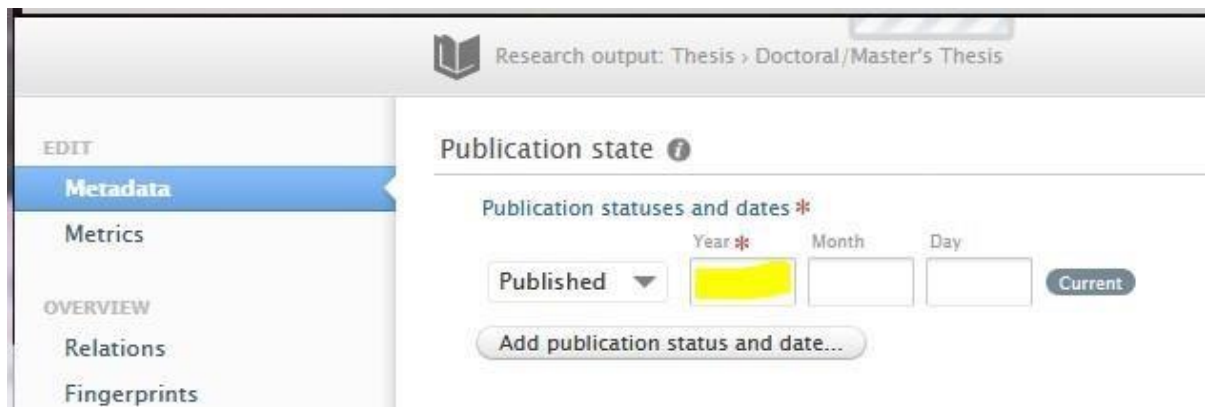 Research output: Thesis › Doctoral/Master's Thesis
EDIT
Metadata
Metrics
OVERVIEW
Relations
Fingerprints
Publication state i
Publication statuses and dates *
Year * Month Day
Published Current
Add publication status and date...